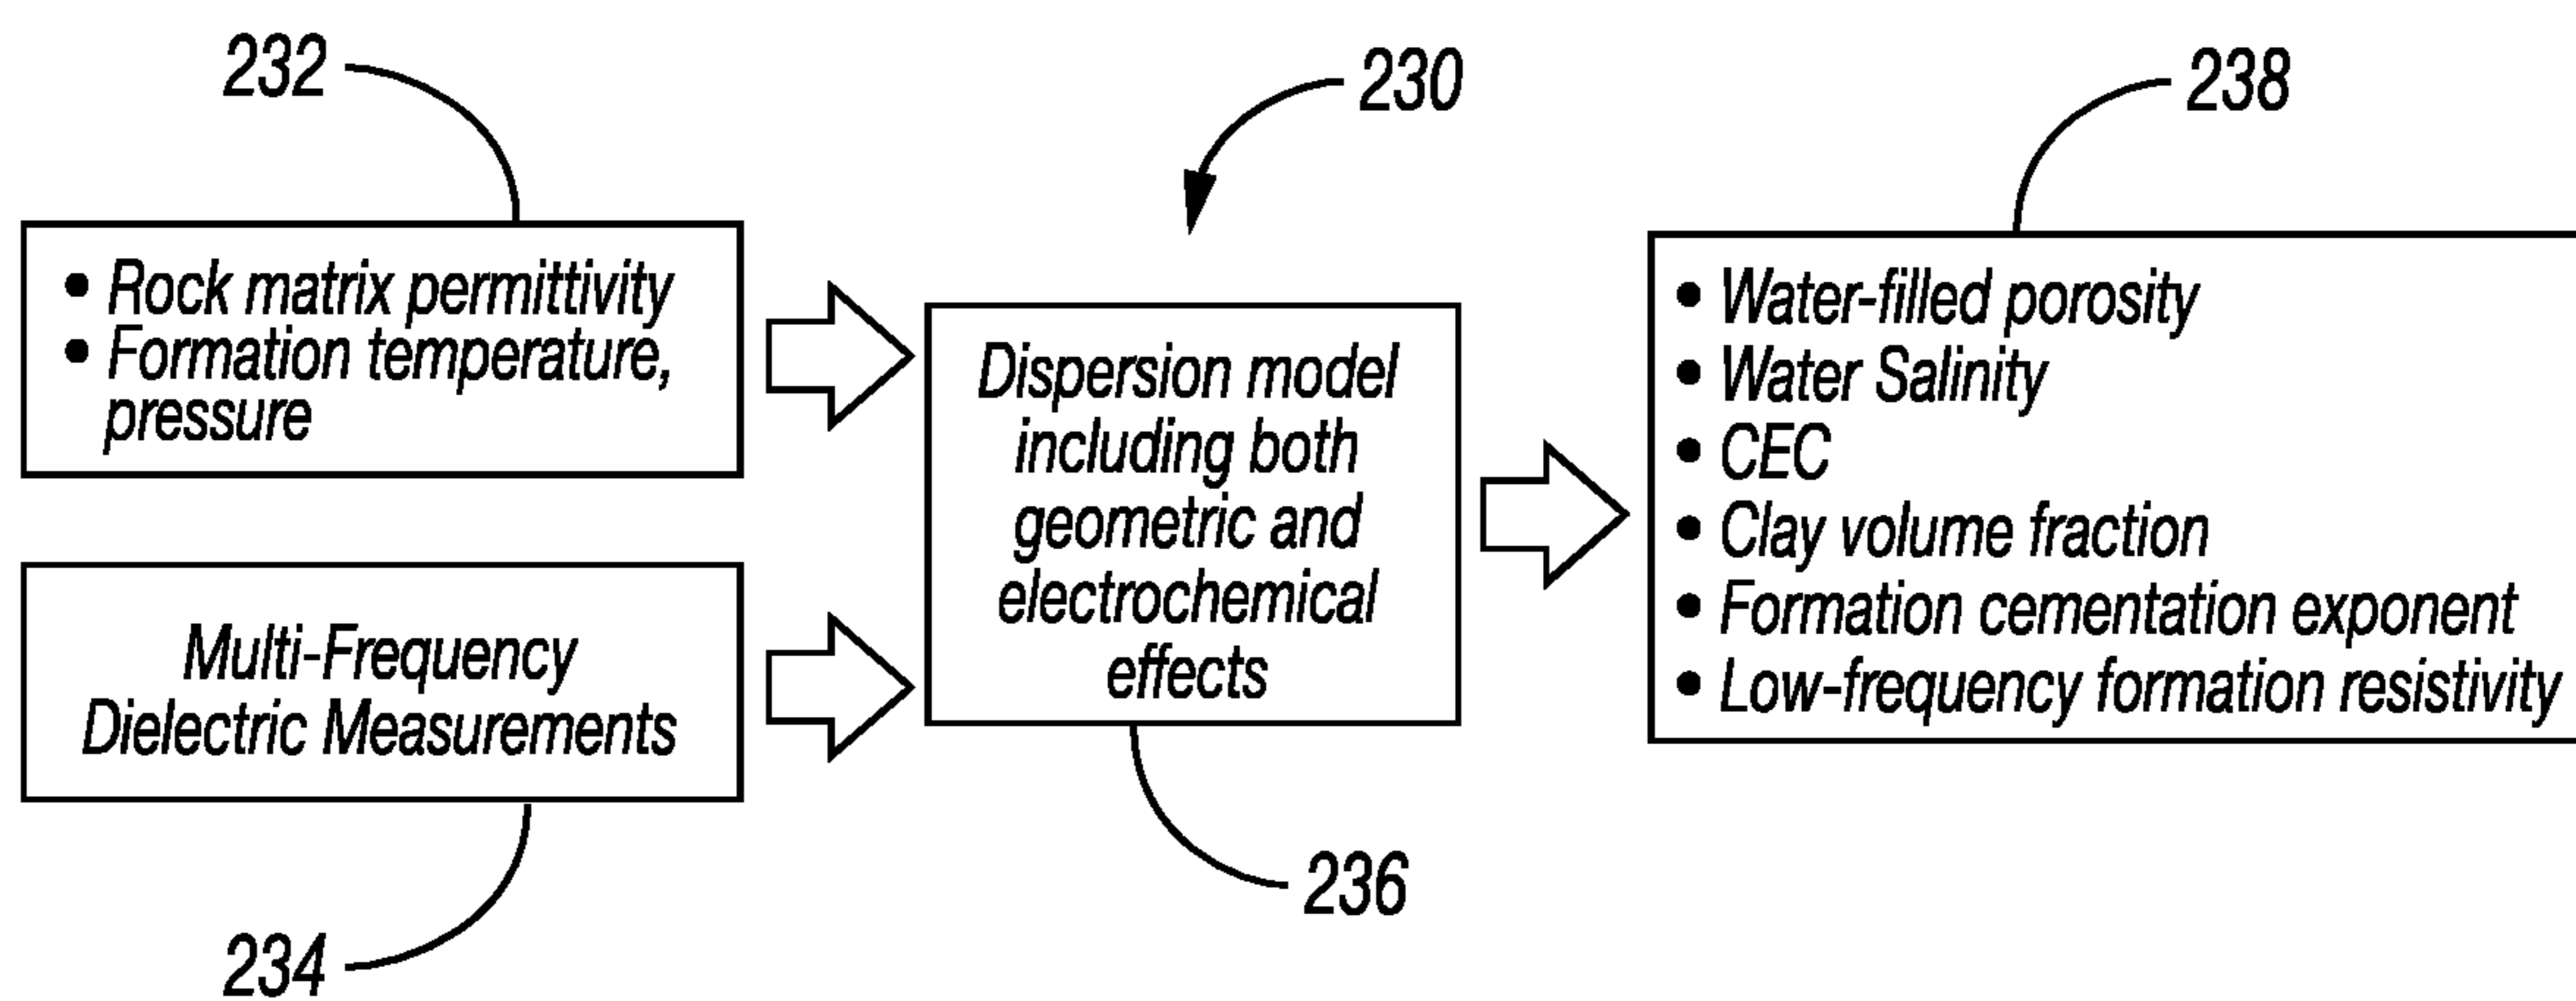 232
230
238
• Rock matrix permittivity
• Formation temperature,
pressure
Multi-Frequency
Dielectric Measurements
234
Dispersion model
including both
geometric and
electrochemical
effects
236
• Water-filled porosity
• Water Salinity
• CEC
• Clay volume fraction
• Formation cementation exponent
• Low-frequency formation resistivity